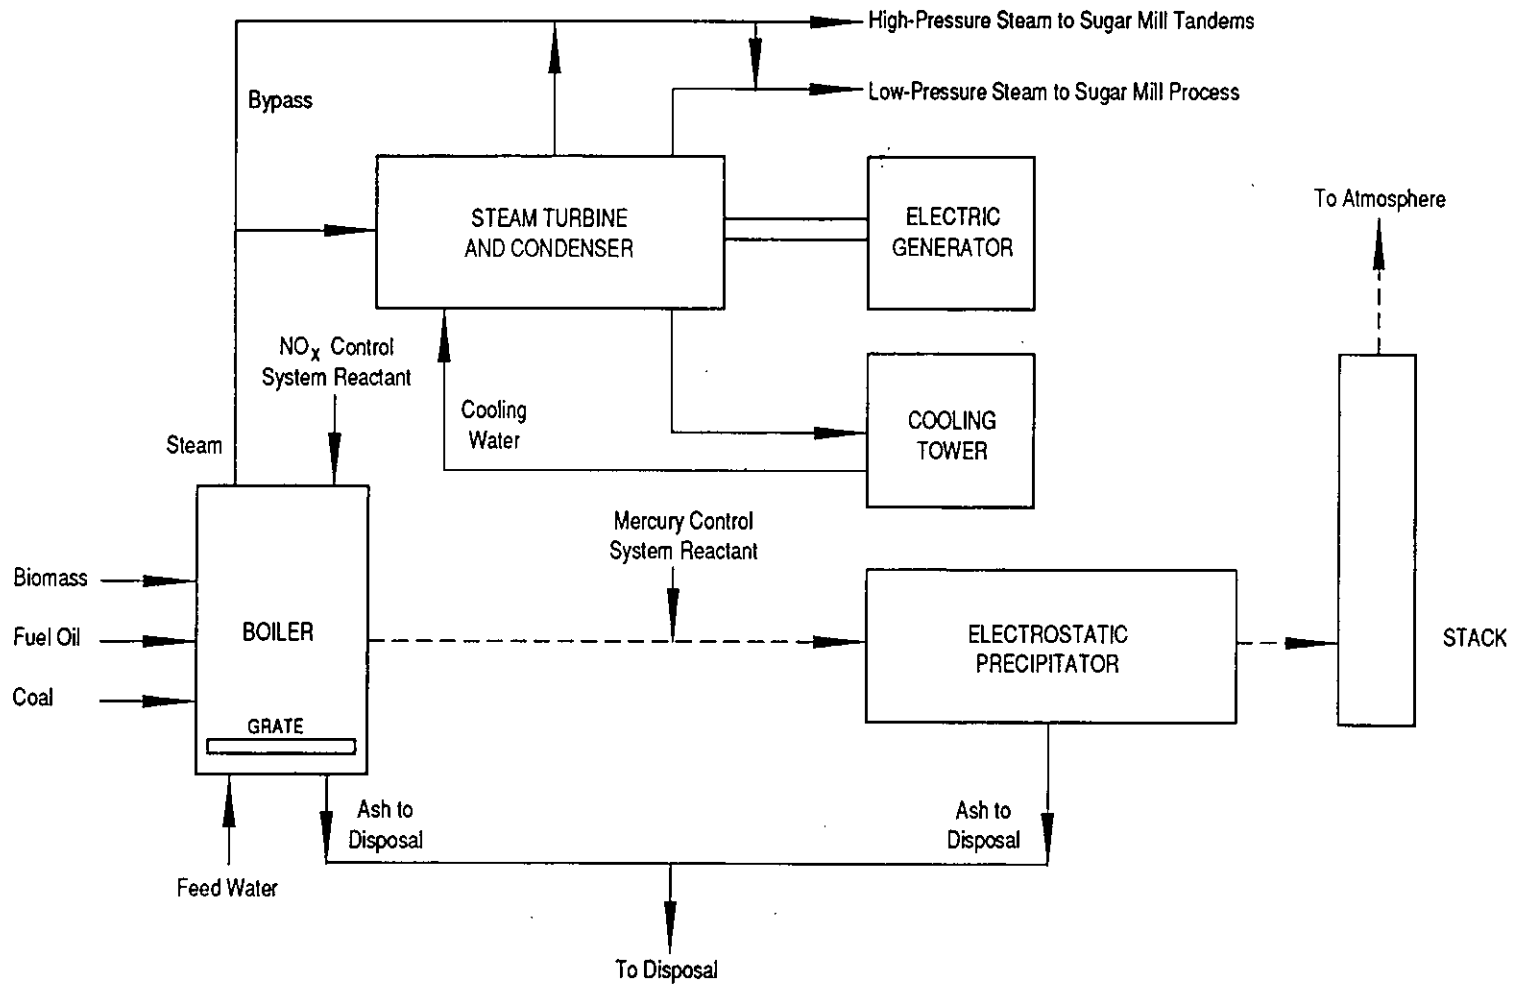 High-Pressure Steam to Sugar Mill Tandems
Low-Pressure Steam to Sugar Mill Process
Bypass
STEAM TURBINE
AND CONDENSER
ELECTRIC
GENERATOR
To Atmosphere
NOx Control
System Reactant
Steam
Cooling
Water
COOLING
TOWER
Mercury Control
System Reactant
Biomass
Fuel Oil
Coal
BOILER
GRATE
ELECTROSTATIC
PRECIPITATOR
STACK
Ash to
Disposal
Ash to
Disposal
Feed Water
To Disposal